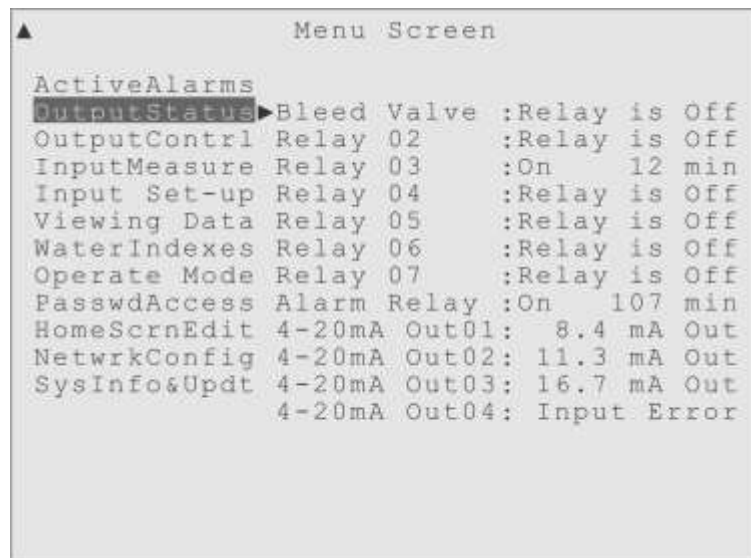 ▲ Menu Screen
ActiveAlarms
OutputStatus▶Bleed Valve :Relay is Off
OutputContrl Relay 02 :Relay is Off
InputMeasure Relay 03 :On 12 min
Input Set-up Relay 04 :Relay is Off
Viewing Data Relay 05 :Relay is Off
WaterIndexes Relay 06 :Relay is Off
Operate Mode Relay 07 :Relay is Off
PasswdAccess Alarm Relay :On 107 min
HomeScrnEdit 4-20mA Out01: 8.4 mA Out
NetwrkConfig 4-20mA Out02: 11.3 mA Out
SysInfo&Updt 4-20mA Out03: 16.7 mA Out
4-20mA Out04: Input Error